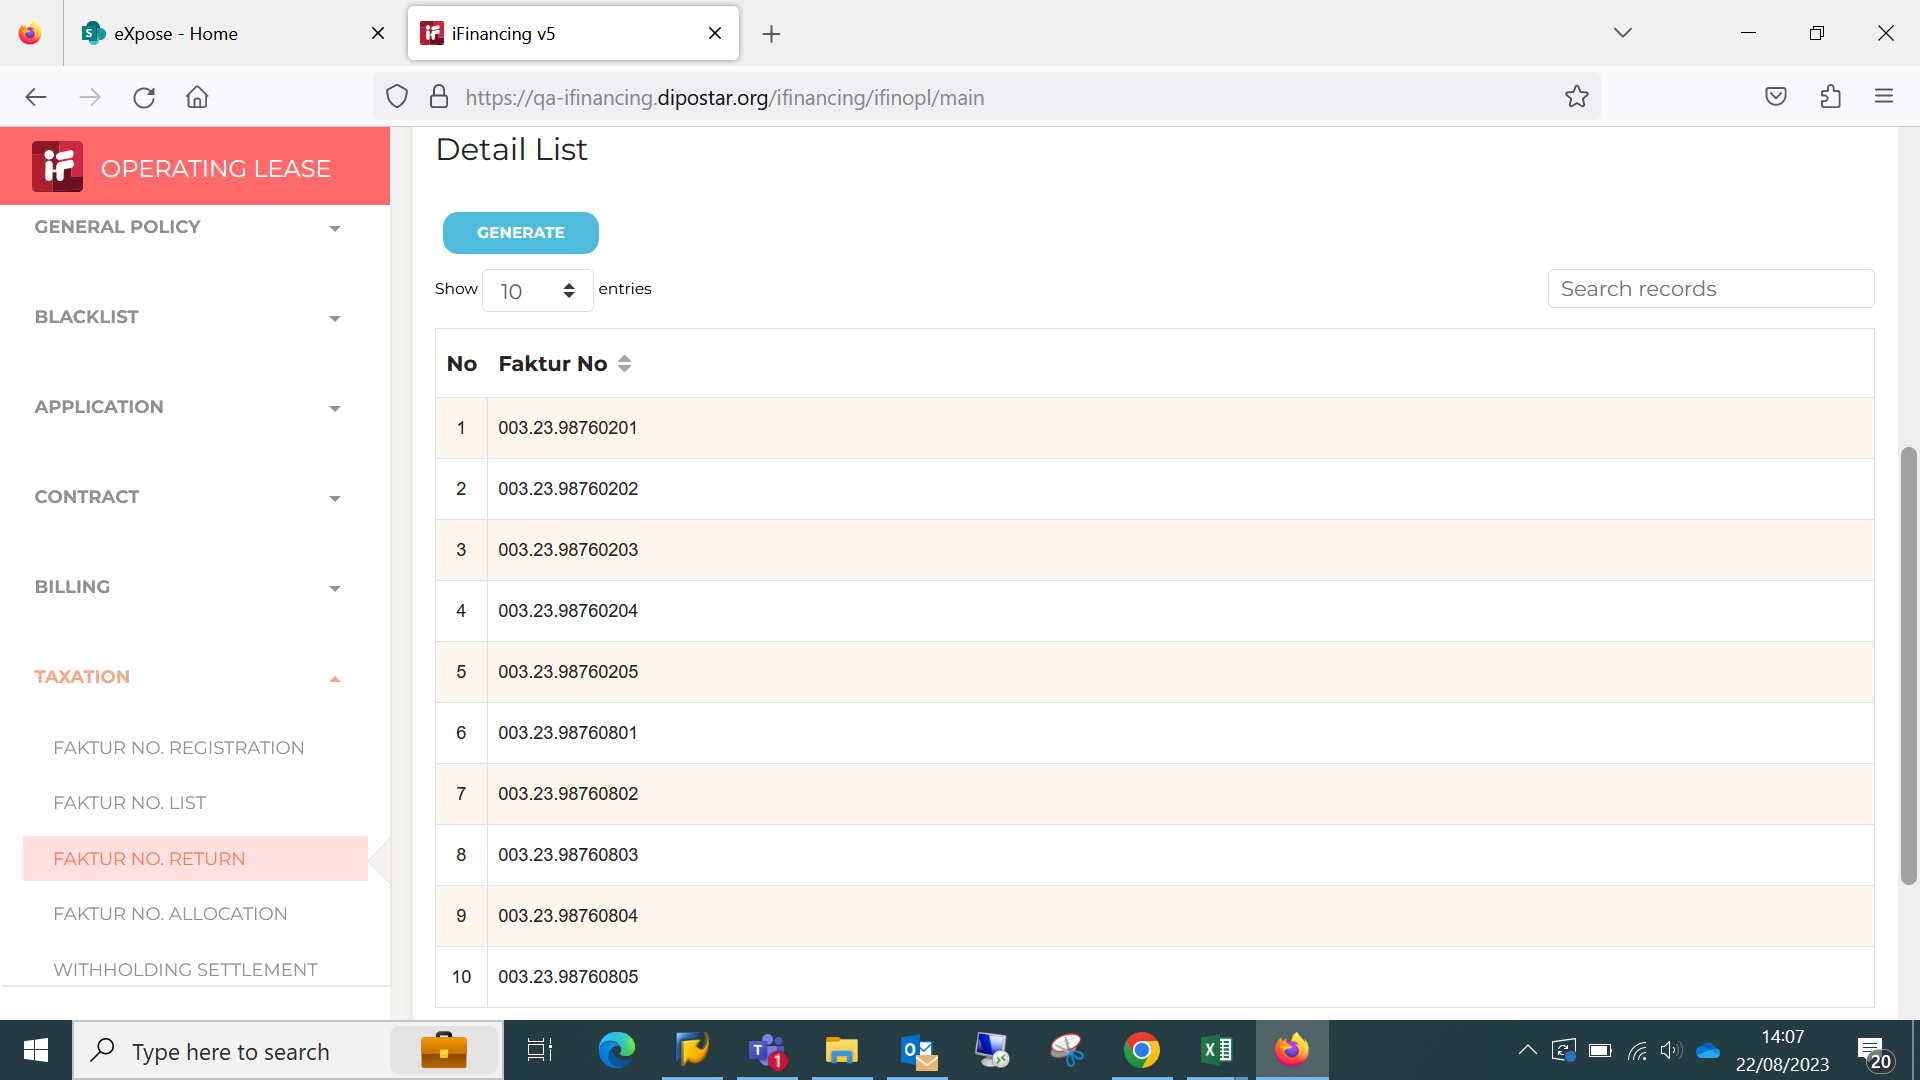 eXpose - Home
iFinancing v5
https://qa-ifinancing.dipostar.org/ifinancing/ifinopl/main
iF OPERATING LEASE
GENERAL POLICY
BLACKLIST
APPLICATION
CONTRACT
BILLING
TAXATION
FAKTUR NO. REGISTRATION
FAKTUR NO. LIST
FAKTUR NO. RETURN
FAKTUR NO. ALLOCATION
WITHHOLDING SETTLEMENT
Detail List
GENERATE
Show 10 entries
Search records
No Faktur No
1 003.23.98760201
2 003.23.98760202
3 003.23.98760203
4 003.23.98760204
5 003.23.98760205
6 003.23.98760801
7 003.23.98760802
8 003.23.98760803
9 003.23.98760804
10 003.23.98760805
Type here to search
1
14:07
22/08/2023
20